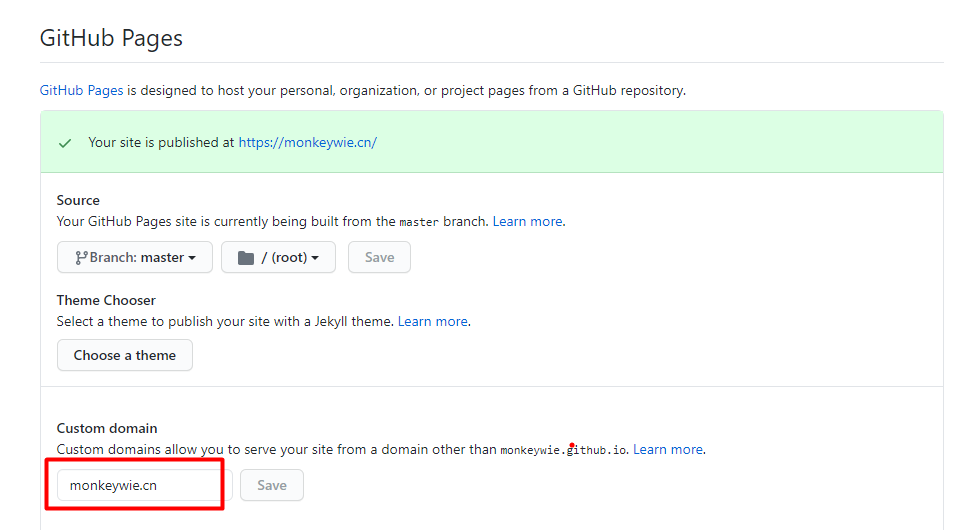 GitHub Pages
GitHub Pages is designed to host your personal, organization, or project pages from a GitHub repository.
Your site is published at https://monkeywie.cn/
Source
Your GitHub Pages site is currently being built from the master branch. Learn more.
Branch: master / (root) Save
Theme Chooser
Select a theme to publish your site with a Jekyll theme. Learn more.
Choose a theme
Custom domain
Custom domains allow you to serve your site from a domain other than monkeywie.github.io. Learn more.
monkeywie.cn Save